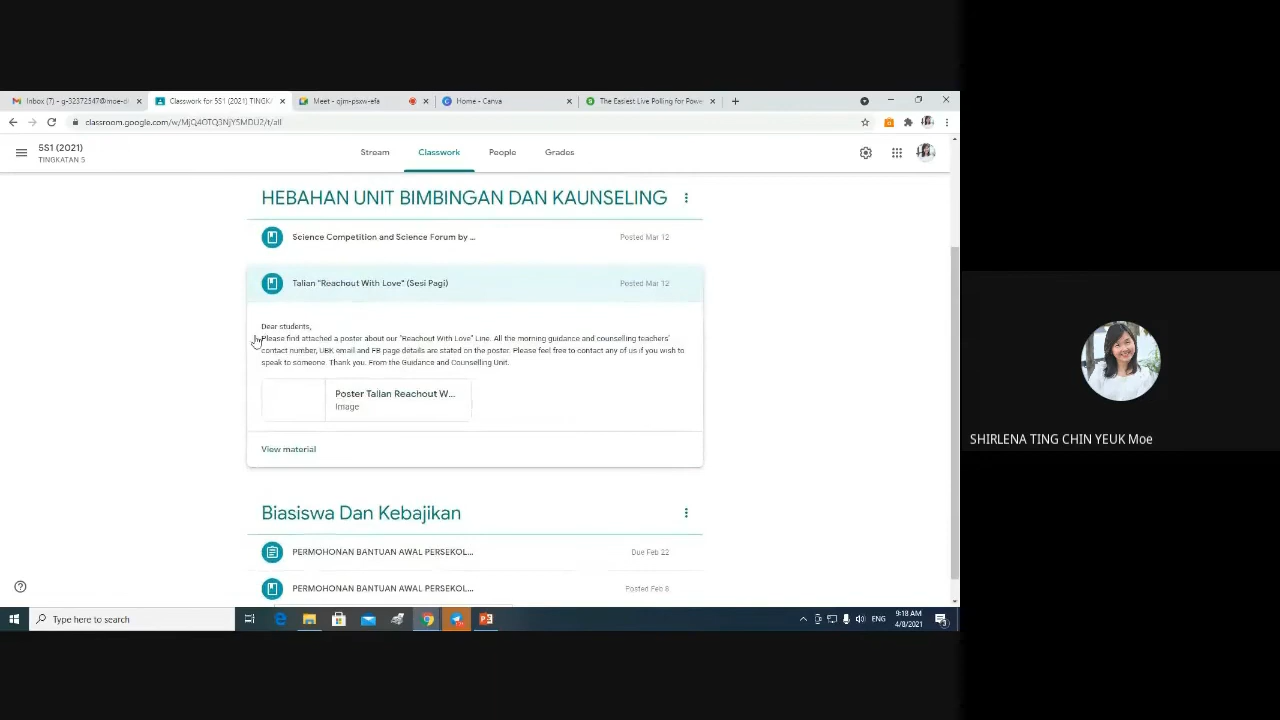 Inbox (7) - g-32372547@moe-d
Classwork for 5S1 (2021) TINGKA
Meet - qjm-psxw-efa
Home - Canva
The Easiest Live Polling for Powe
classroom.google.com/w/MjQ4OTQ3NjY5MDU2/t/all
5S1 (2021)
TINGKATAN 5
Stream
Classwork
People
Grades
HEBAHAN UNIT BIMBINGAN DAN KAUNSELING
Science Competition and Science Forum by ...
Posted Mar 12
Talian "Reachout With Love" (Sesi Pagi)
Posted Mar 12
Dear students,
Please find attached a poster about our "Reachout With Love" Line. All the morning guidance and counselling teachers'
contact number, UBK email and FB page details are stated on the poster. Please feel free to contact any of us if you wish to
speak to someone. Thank you. From the Guidance and Counselling Unit.
Poster Talian Reachout W...
Image
View material
SHIRLENA TING CHIN YEUK Moe
Biasiswa Dan Kebajikan
PERMOHONAN BANTUAN AWAL PERSEKOL...
Due Feb 22
PERMOHONAN BANTUAN AWAL PERSEKOL...
Posted Feb 8
Type here to search
ENG
9:18 AM
4/8/2021